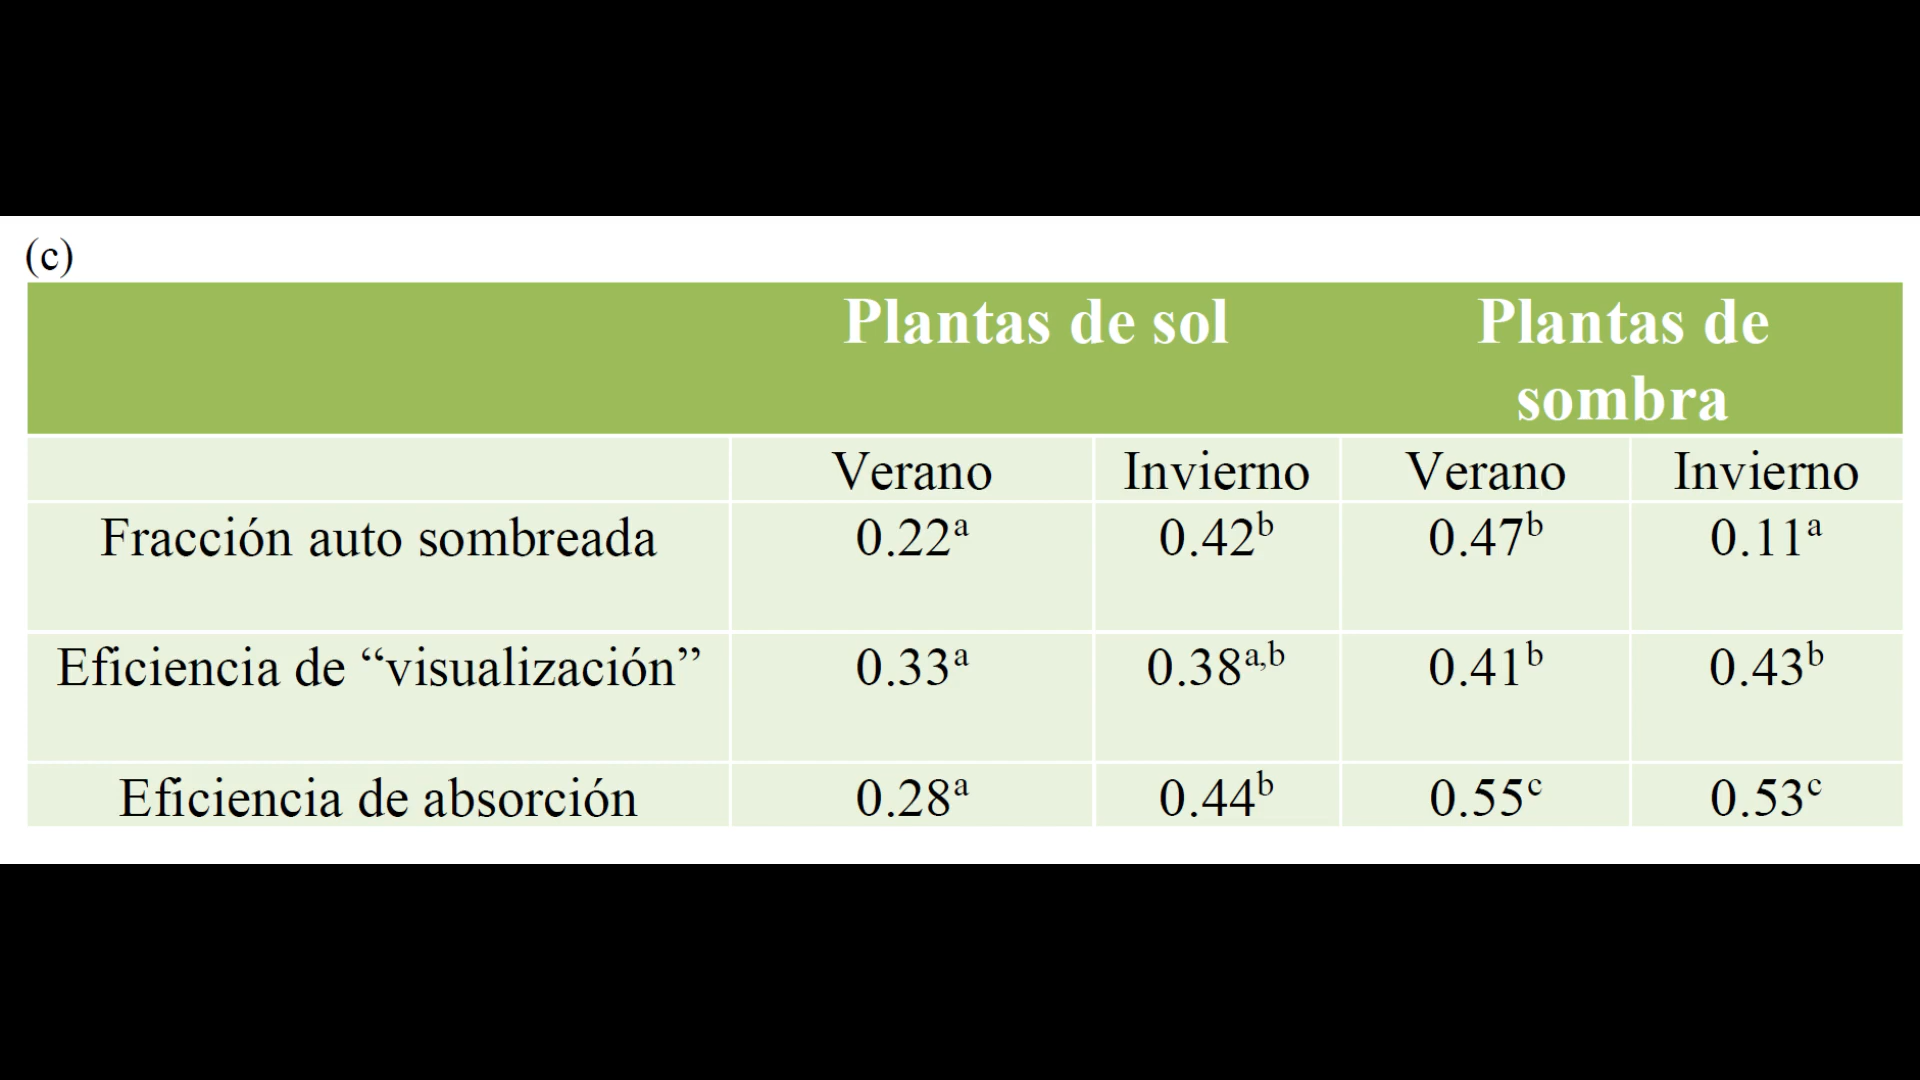 (c)
Plantas de sol Plantas de
sombra
Verano Invierno Verano Invierno
Fracción auto sombreada 0.22ᵃ 0.42ᵇ 0.47ᵇ 0.11ᵃ
Eficiencia de “visualización” 0.33ᵃ 0.38ᵃ,ᵇ 0.41ᵇ 0.43ᵇ
Eficiencia de absorción 0.28ᵃ 0.44ᵇ 0.55ᶜ 0.53ᶜ